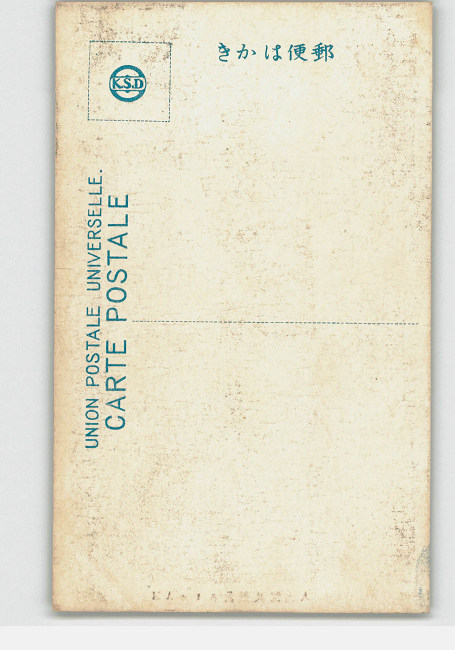 郵便はかき
K.S.D
UNION POSTALE UNIVERSELLE.
CARTE POSTALE